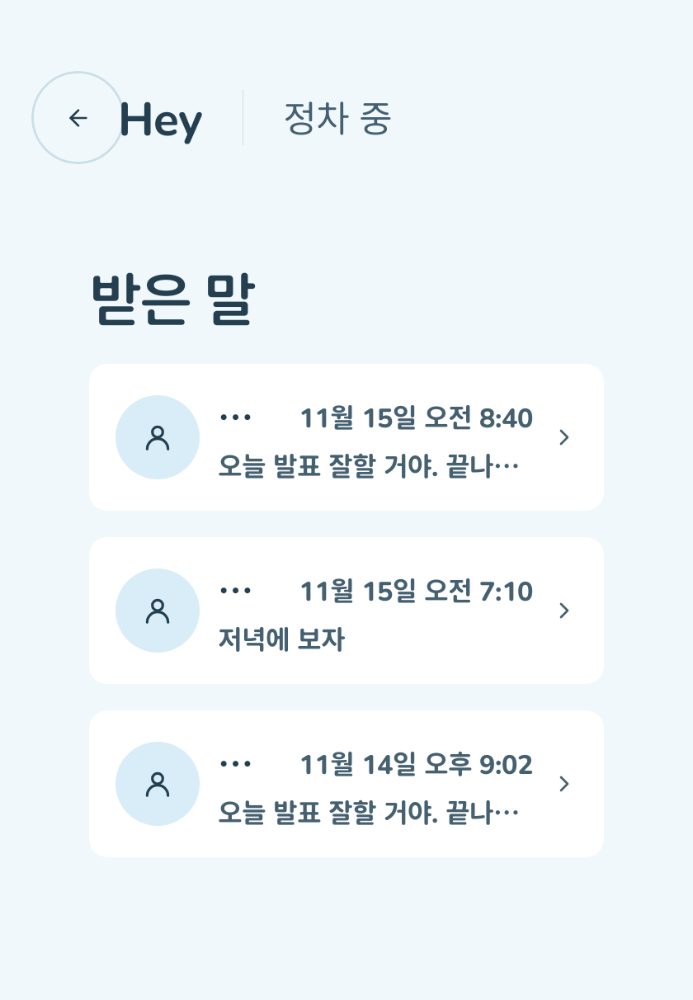 Hey
정차 중
받은 말
··· 11월 15일 오전 8:40
오늘 발표 잘할 거야. 끝나···
··· 11월 15일 오전 7:10
저녁에 보자
··· 11월 14일 오후 9:02
오늘 발표 잘할 거야. 끝나···